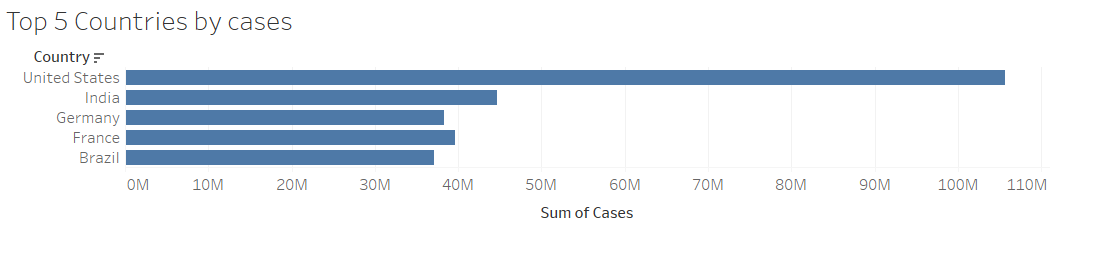 Top 5 Countries by cases
Country
United States
India
Germany
France
Brazil
0M 10M 20M 30M 40M 50M 60M 70M 80M 90M 100M 110M
Sum of Cases